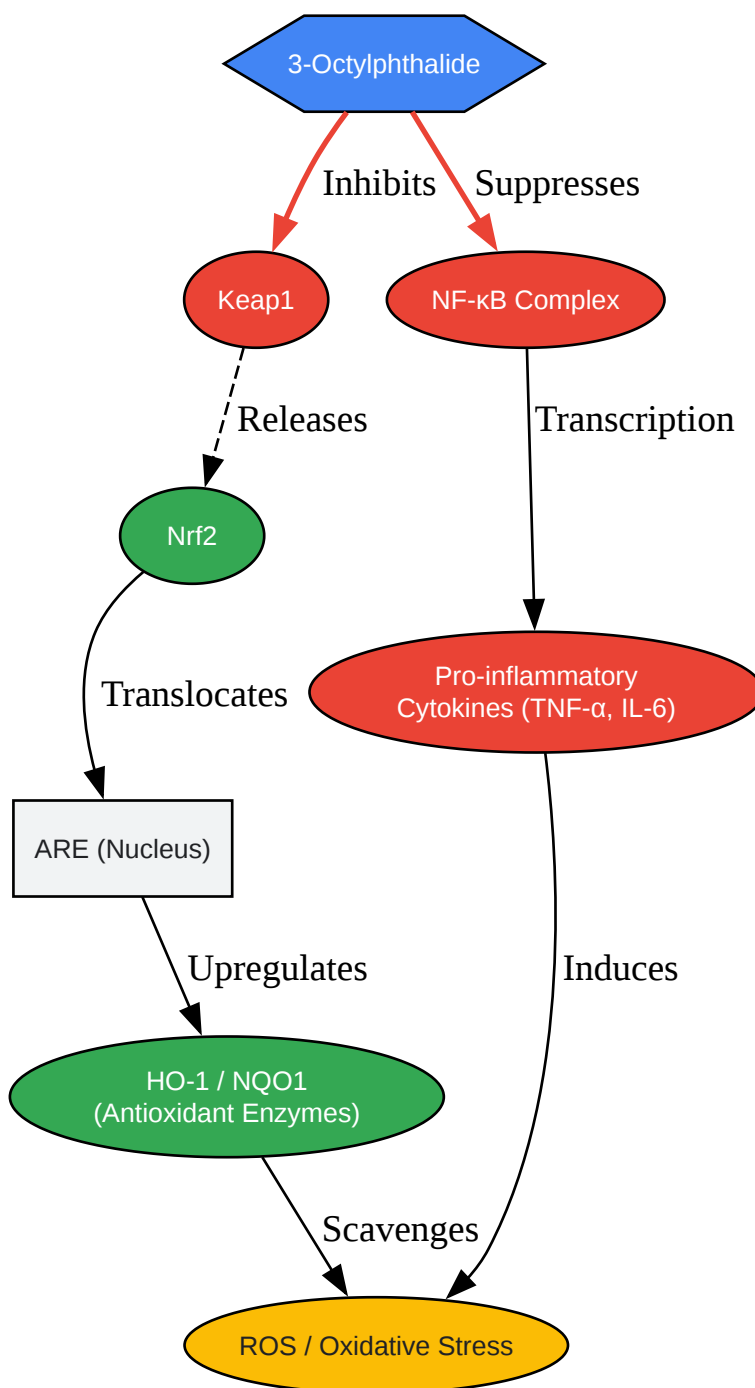 3-Octylphthalide
Inhibits
Suppresses
Keap1
NF-κB Complex
Releases
Transcription
Nrf2
Pro-inflammatory
Cytokines (TNF-α, IL-6)
Translocates
ARE (Nucleus)
Upregulates
Induces
HO-1 / NQO1
(Antioxidant Enzymes)
Scavenges
ROS / Oxidative Stress